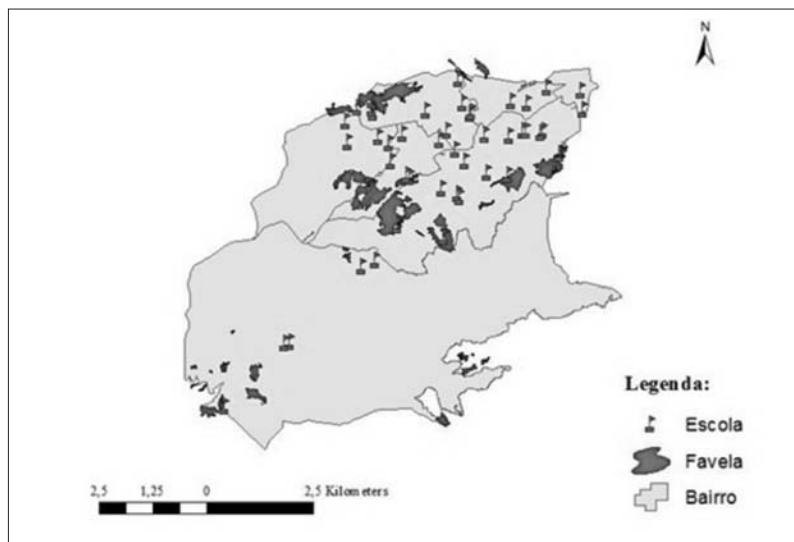 N
Legenda:
Escola
Favela
Bairro
2,5 1,25 0 2,5 Kilometers